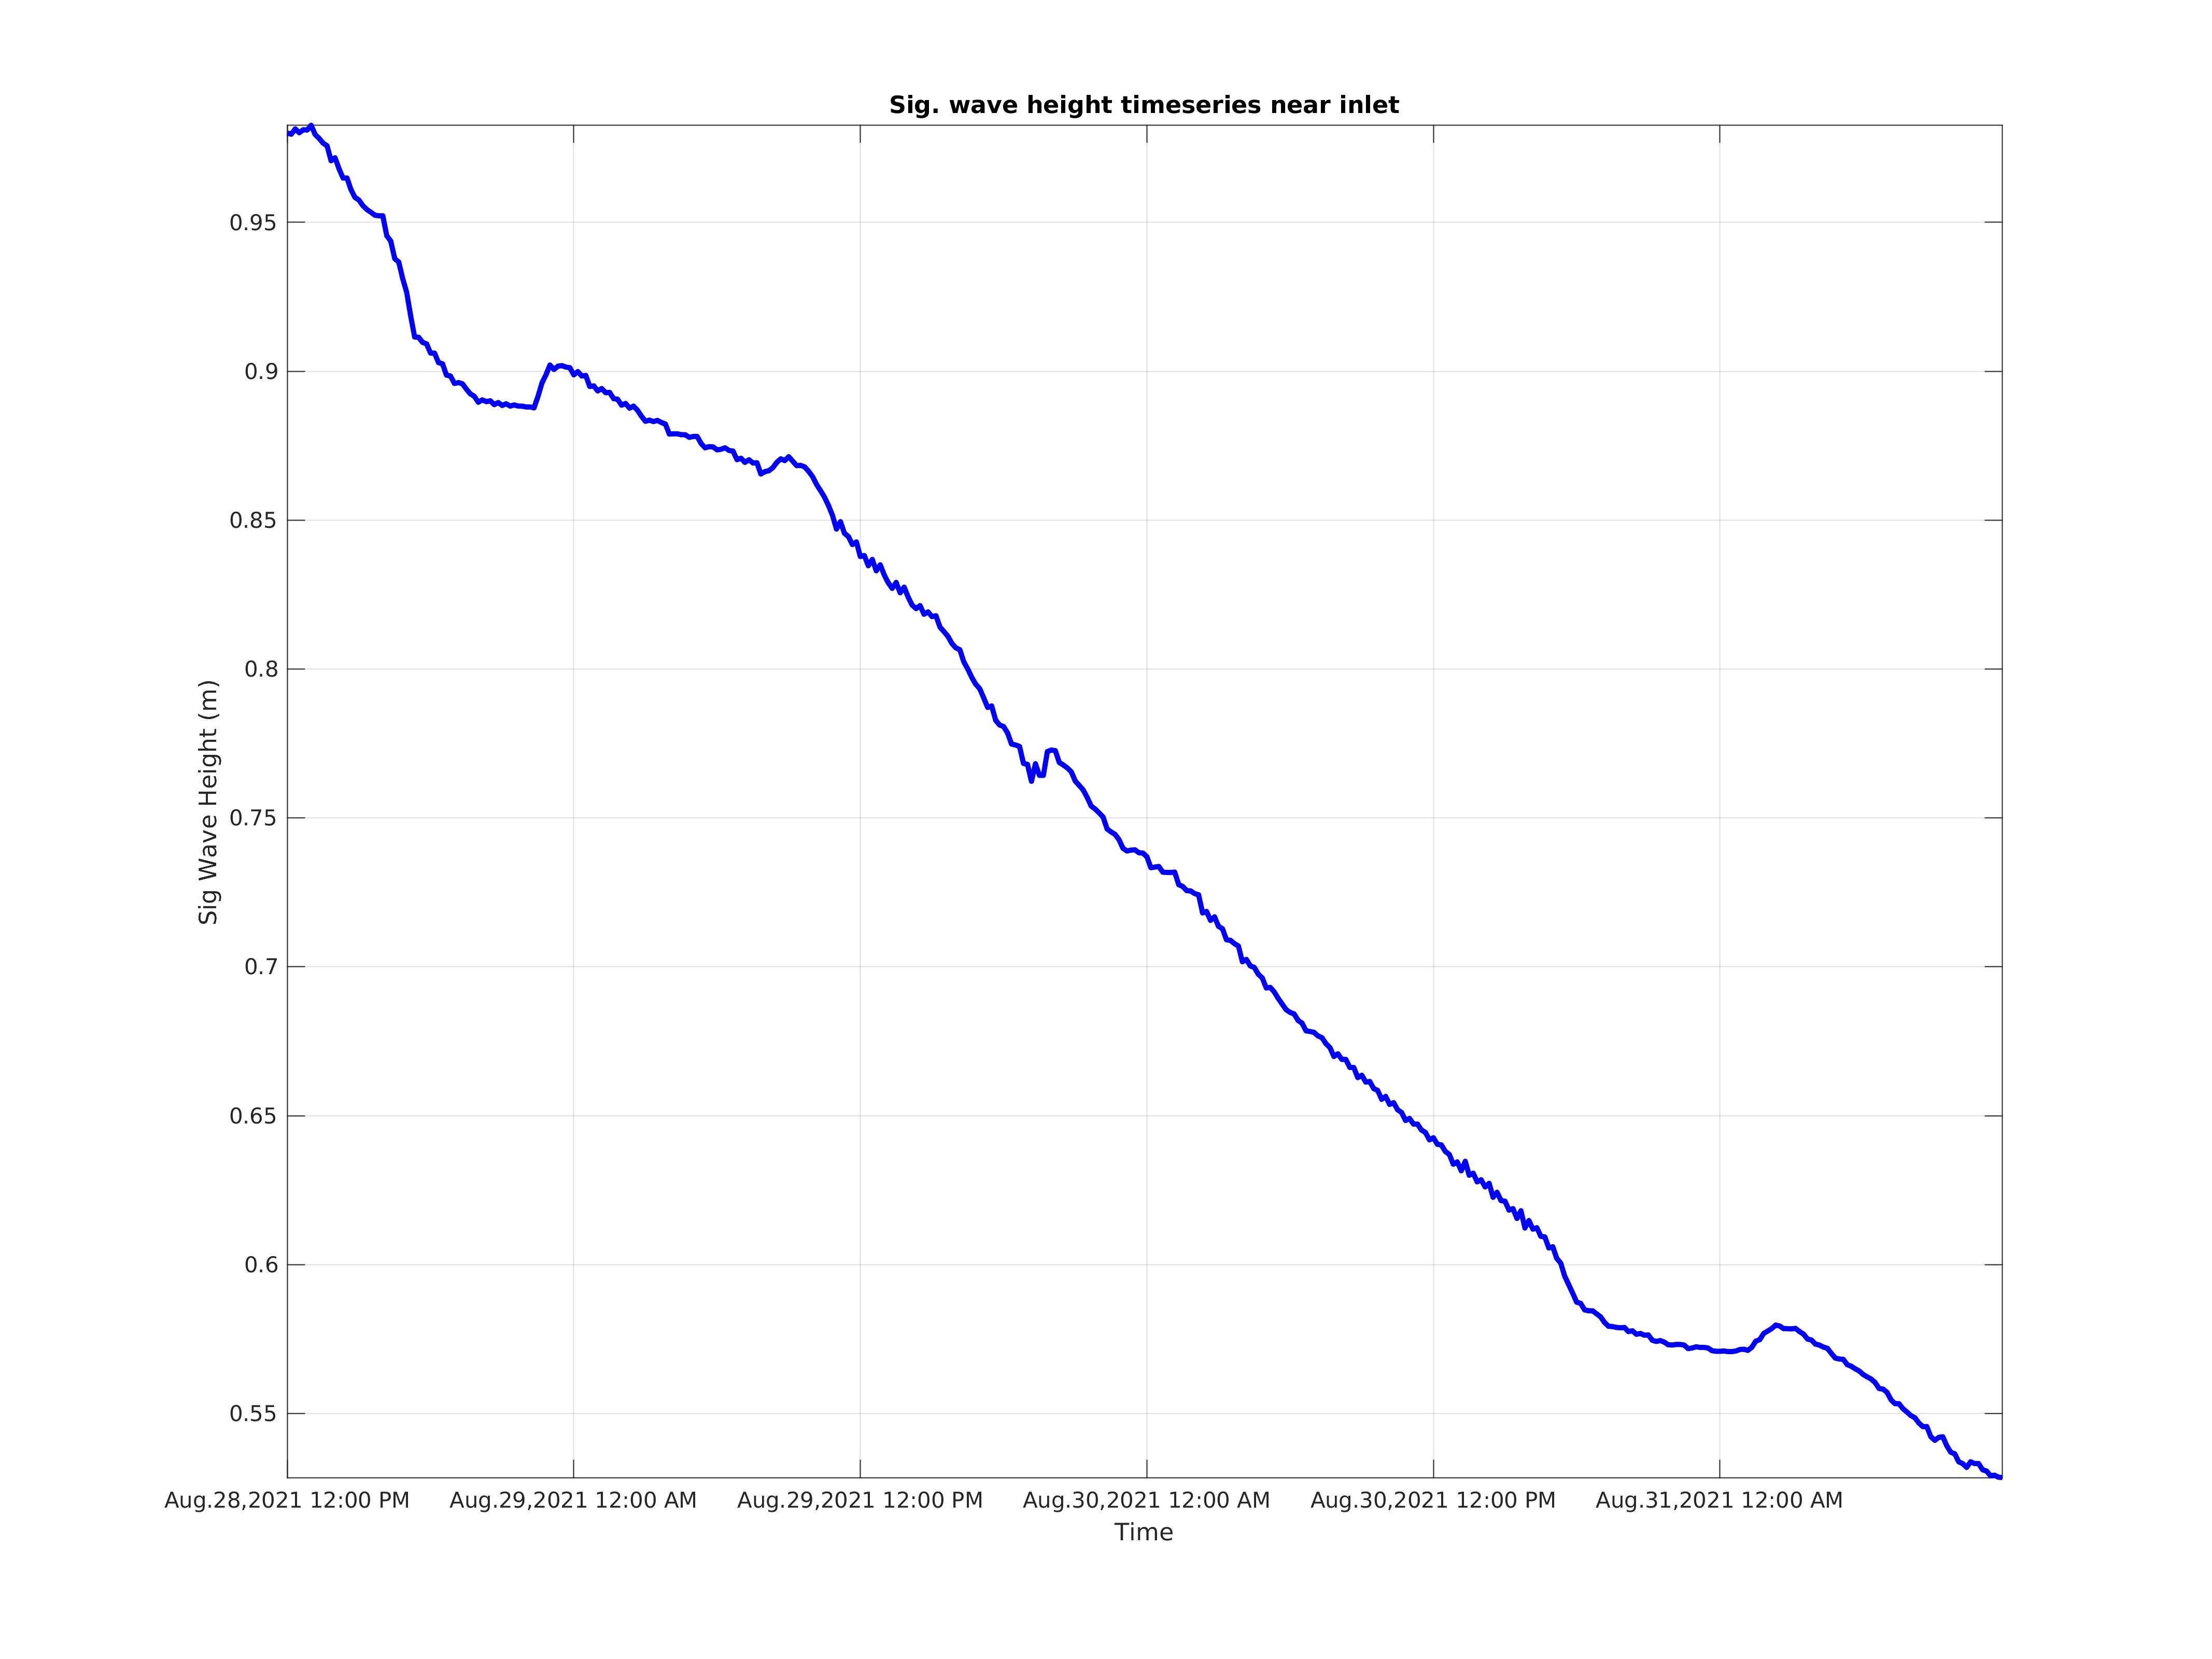 Sig. wave height timeseries near inlet
0.95
0.9
0.85
0.8
0.75
0.7
0.65
0.6
0.55
Sig Wave Height (m)
Aug.28,2021 12:00 PM Aug.29,2021 12:00 AM Aug.29,2021 12:00 PM Aug.30,2021 12:00 AM Aug.30,2021 12:00 PM Aug.31,2021 12:00 AM
Time